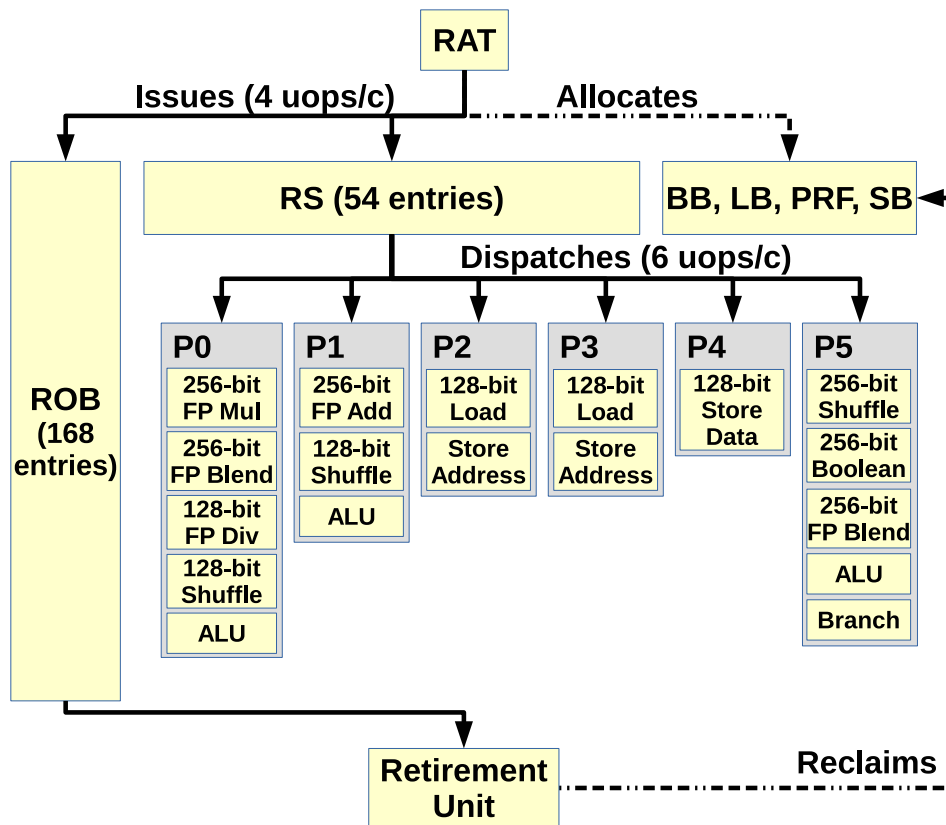 RAT
Issues (4 uops/c)
Allocates
RS (54 entries)
BB, LB, PRF, SB
Dispatches (6 uops/c)
ROB
(168
entries)
P0
256-bit
FP Mul
256-bit
FP Blend
128-bit
FP Div
128-bit
Shuffle
ALU
P1
256-bit
FP Add
128-bit
Shuffle
ALU
P2
128-bit
Load
Store
Address
P3
128-bit
Load
Store
Address
P4
128-bit
Store
Data
P5
256-bit
Shuffle
256-bit
Boolean
256-bit
FP Blend
ALU
Branch
Retirement
Unit
Reclaims